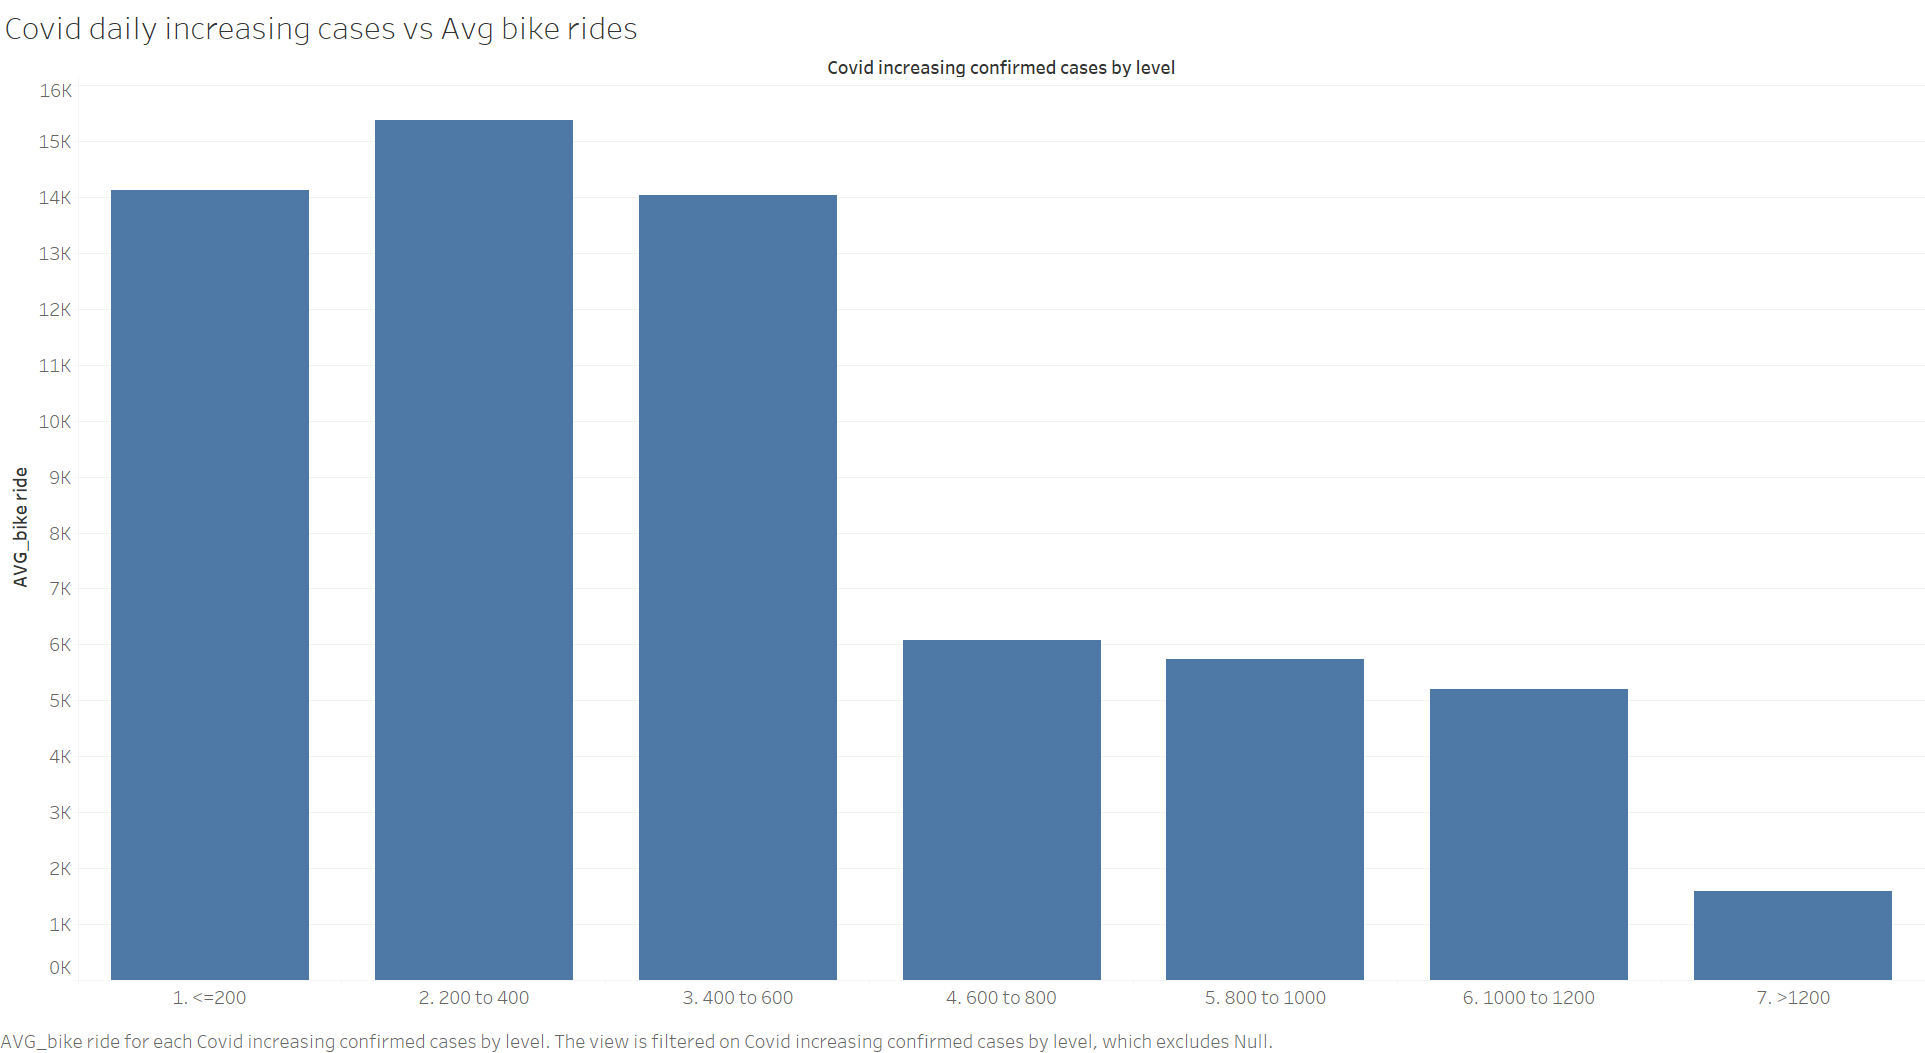 Covid daily increasing cases vs Avg bike rides
Covid increasing confirmed cases by level
16K
15K
14K
13K
12K
11K
10K
9K
8K
7K
6K
5K
4K
3K
2K
1K
0K
AVG_bike ride
1. <=200
2. 200 to 400
3. 400 to 600
4. 600 to 800
5. 800 to 1000
6. 1000 to 1200
7. >1200
AVG_bike ride for each Covid increasing confirmed cases by level. The view is filtered on Covid increasing confirmed cases by level, which excludes Null.